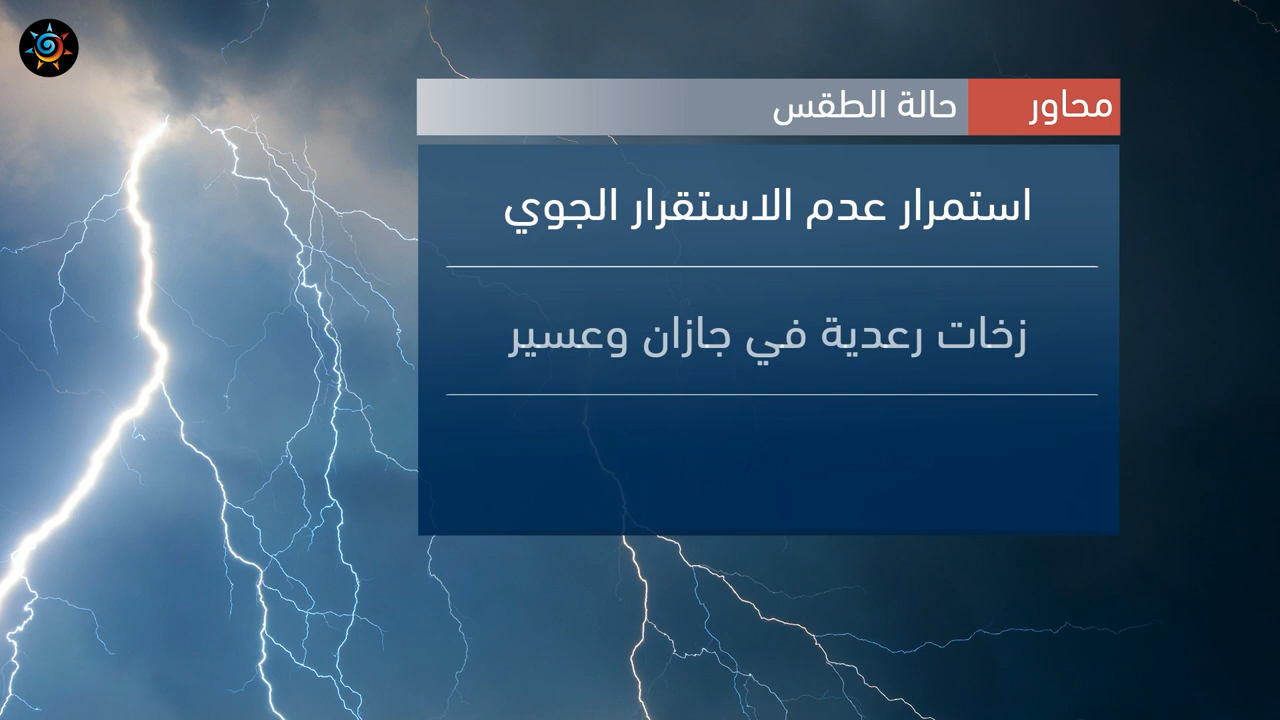 محاور حالة الطقس
استمرار عدم الاستقرار الجوي
زخات رعدية في جازان وعسير